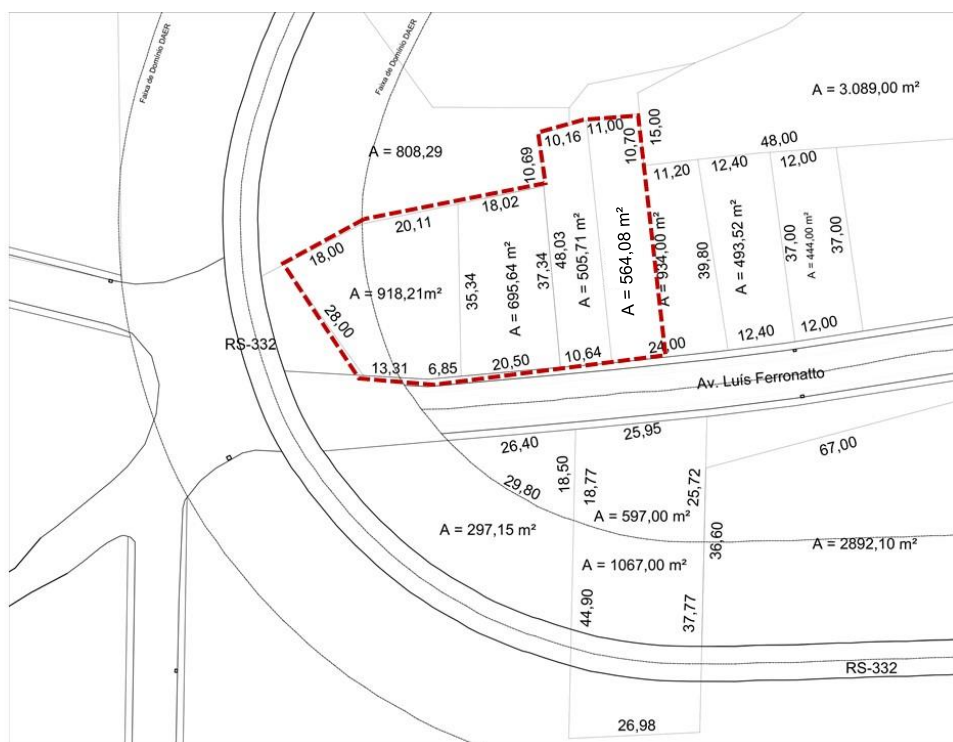 Faixa de Domínio DAER
Faixa de Domínio DAER
A = 3.089,00 m²
A = 808,29
10,16
11,00
10,70
15,00
48,00
10,69
11,20
12,40
12,00
18,02
20,11
18,00
35,34
A = 695,64 m²
37,34
48,03
A = 505,71 m²
A = 564,08 m²
A = 934,00 m²
39,80
A = 493,52 m²
37,00
A = 444,00 m²
37,00
A = 918,21m²
28,00
RS-332
13,31
6,85
20,50
10,64
24,00
12,40
12,00
Av. Luís Ferronatto
26,40
25,95
67,00
29,80
18,50
18,77
25,72
A = 297,15 m²
A = 597,00 m²
36,60
A = 2892,10 m²
A = 1067,00 m²
44,90
37,77
RS-332
26,98